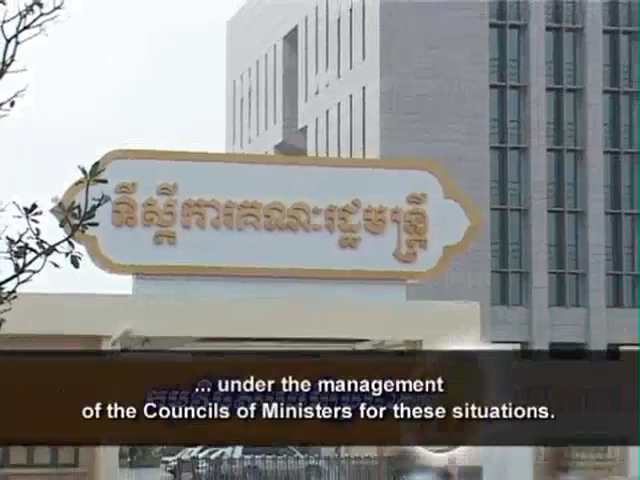 ទីស្តីការគណៈរដ្ឋមន្ត្រី
... under the management
of the Councils of Ministers for these situations.